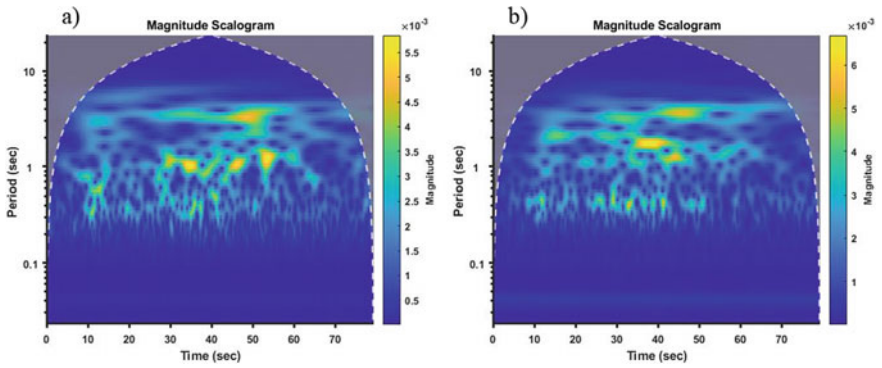 a)
Magnitude Scalogram
×10-3
10
1
0.1
Period (sec)
0 10 20 30 40 50 60 70
Time (sec)
5.5
5
4.5
4
3.5
3
2.5
2
1.5
1
0.5
Magnitude
b)
Magnitude Scalogram
×10-3
10
1
0.1
Period (sec)
0 10 20 30 40 50 60 70
Time (sec)
6
5
4
3
2
1
Magnitude